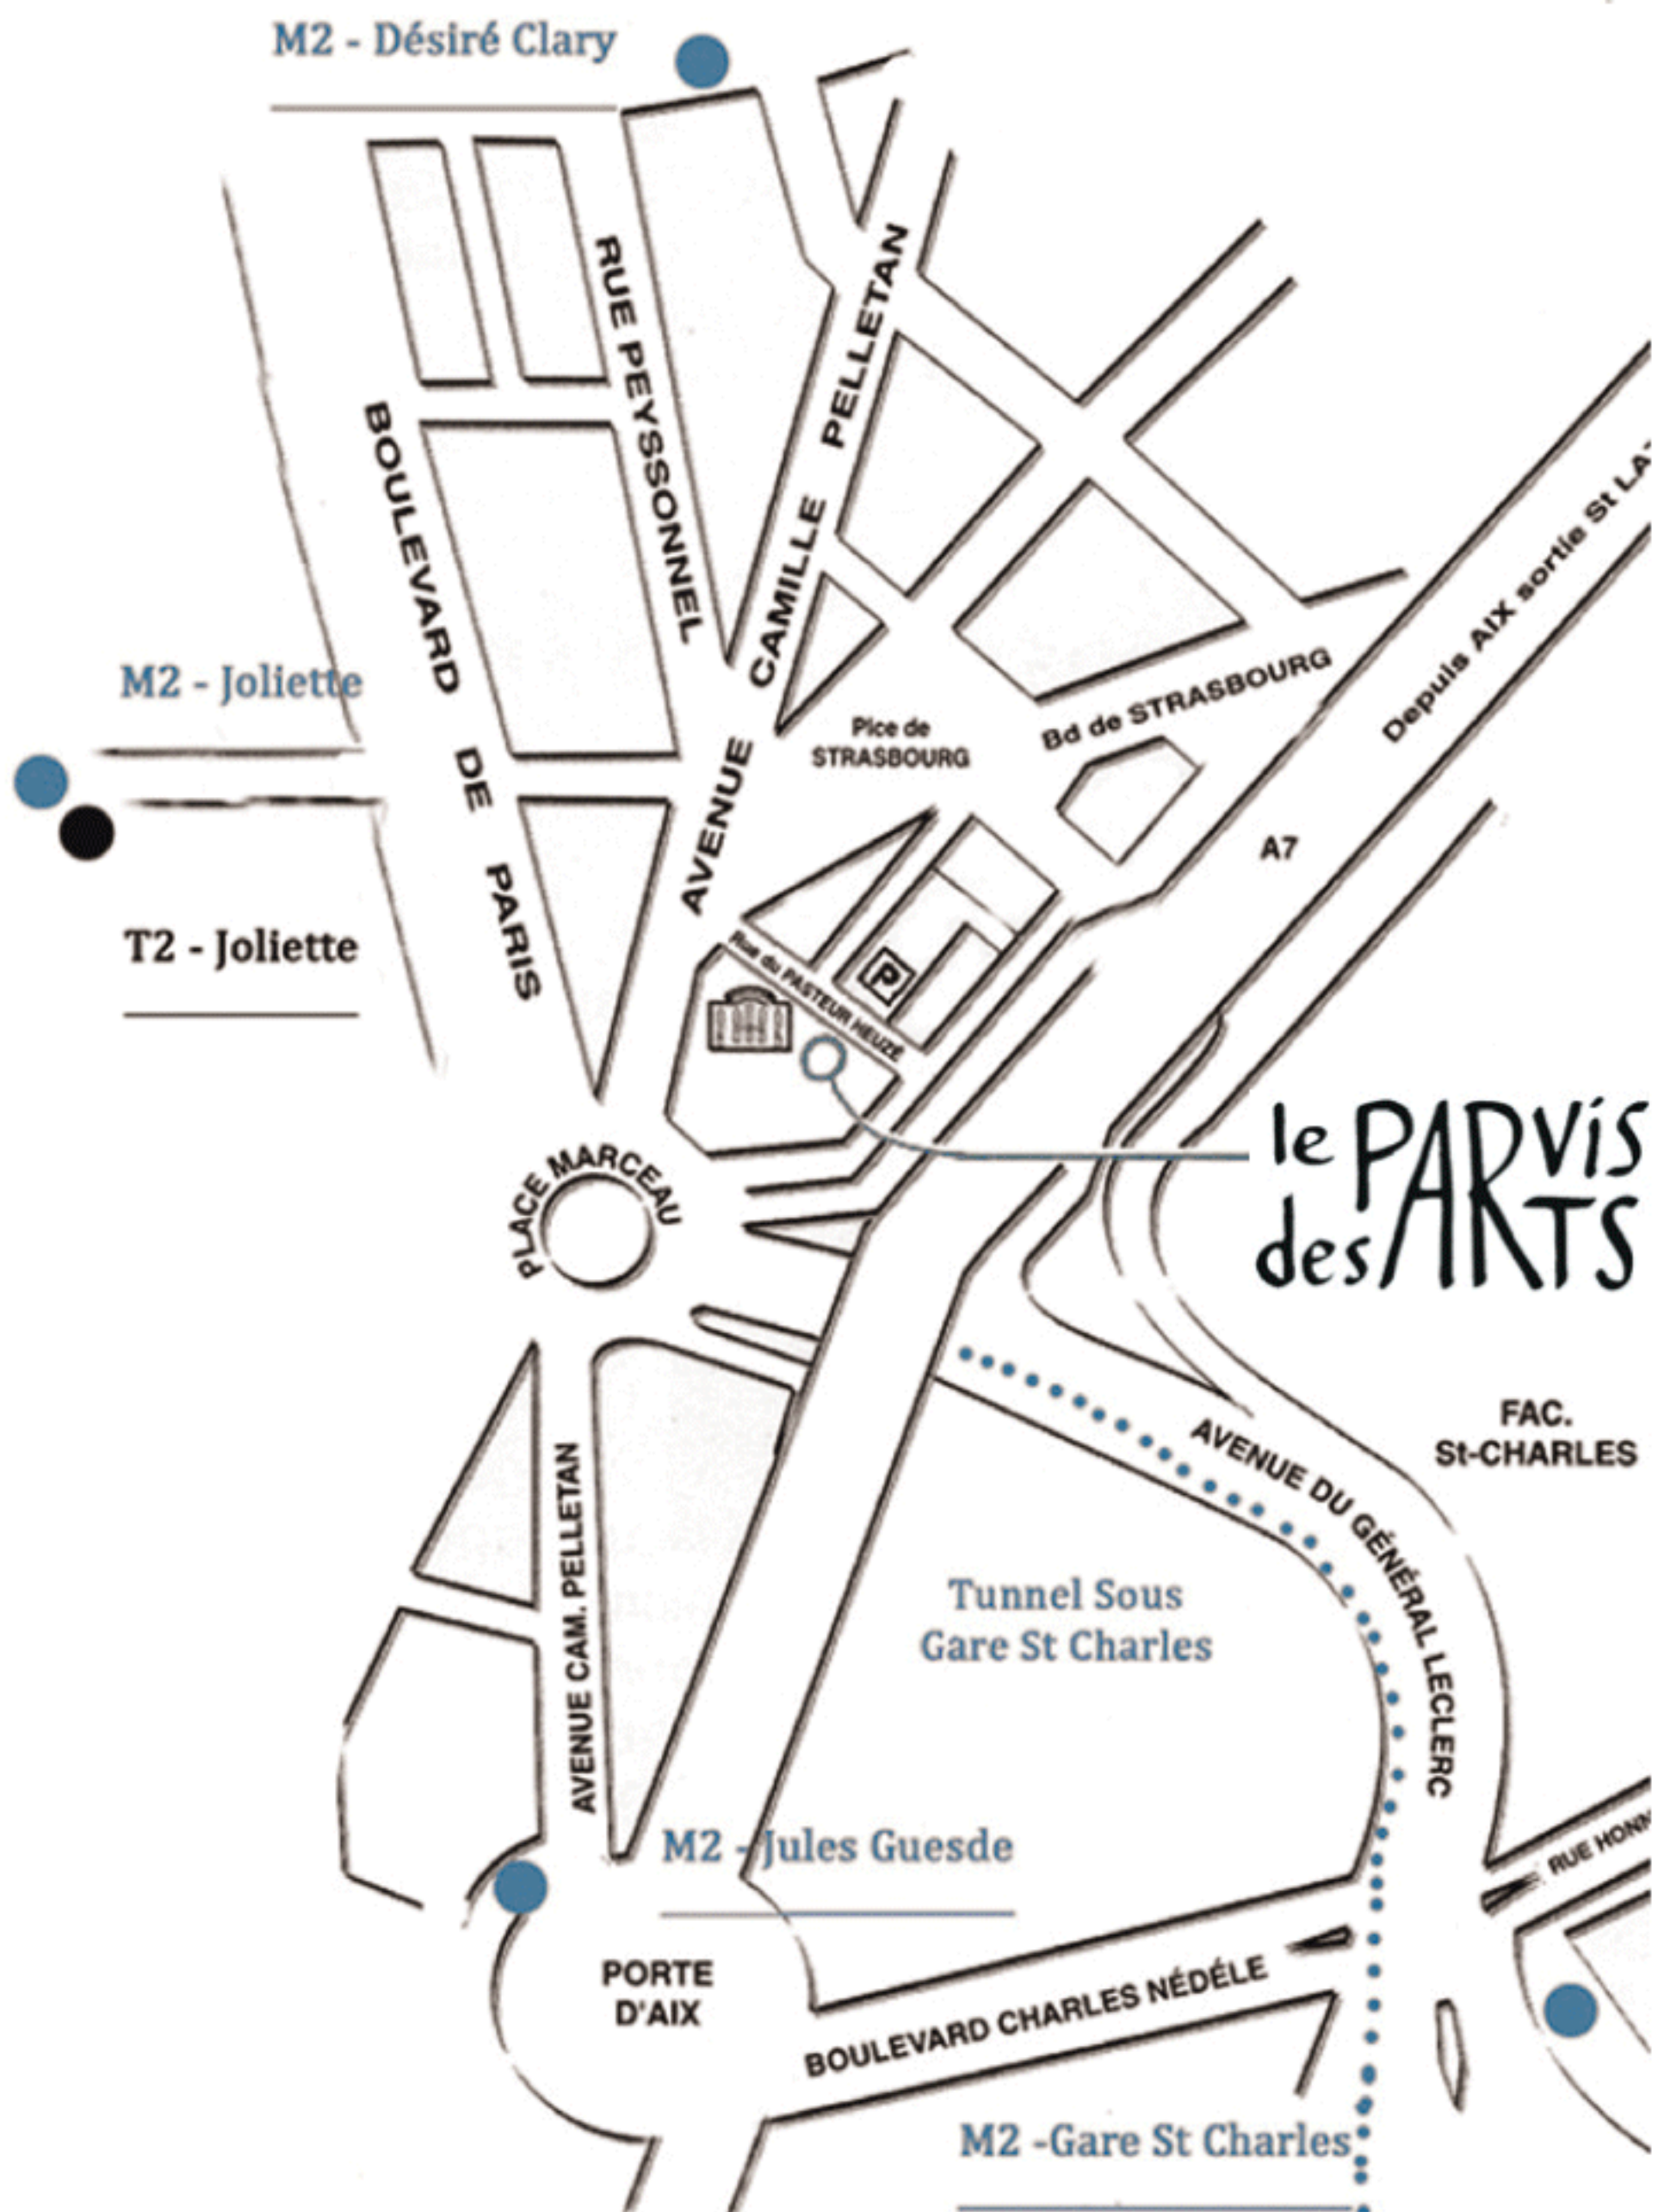 M2 - Désiré Clary
RUE PEYSSONNEL
AVENUE CAMILLE PELLETAN
BOULEVARD DE PARIS
Depuis AIX sortie St
M2 - Joliette
Bd de STRASBOURG
Plce de
STRASBOURG
A7
T2 - Joliette
Rue du PASTEUR HEUZÉ
P
le PARVis
des ARTS
PLACE MARCEAU
FAC.
St-CHARLES
AVENUE DU GÉNÉRAL LECLERC
AVENUE CAM. PELLETAN
Tunnel Sous
Gare St Charles
M2 - Jules Guesde
RUE
PORTE
D'AIX
BOULEVARD CHARLES NÉDÉLE
M2 -Gare St Charles